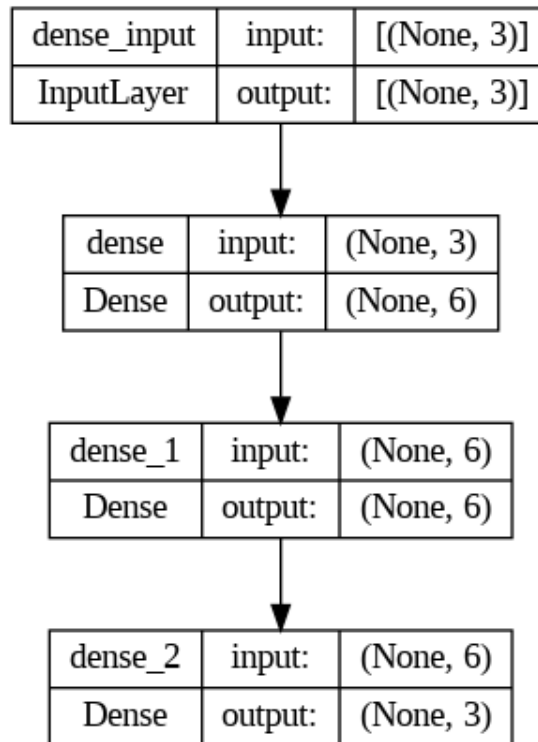 dense_input input: [(None, 3)]
InputLayer output: [(None, 3)]
dense input: (None, 3)
Dense output: (None, 6)
dense_1 input: (None, 6)
Dense output: (None, 6)
dense_2 input: (None, 6)
Dense output: (None, 3)